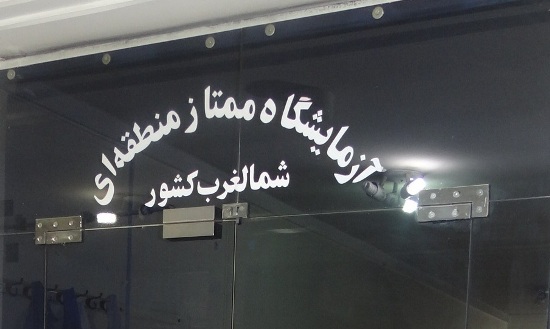 آزمایشگاه ممتاز منطقه‌ای
شمالغرب کشور